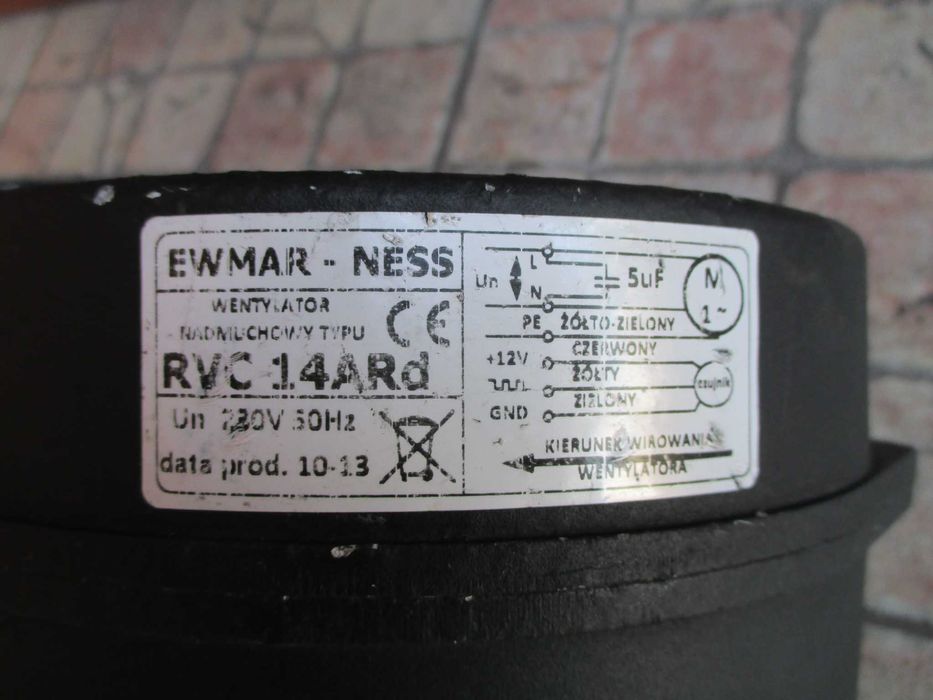 EWMAR - NESS
WENTYLATOR
NADMUCHOWY TYPU
CE
RVC 14ARd
Un 230V 50Hz
data prod. 10-13
L
Un
N
5uF
M
1~
PE ŻÓŁTO-ZIELONY
CZERWONY
+12V
ŻÓŁTY
czujnik
ZIELONY
GND
KIERUNEK WIROWANIA
WENTYLATORA